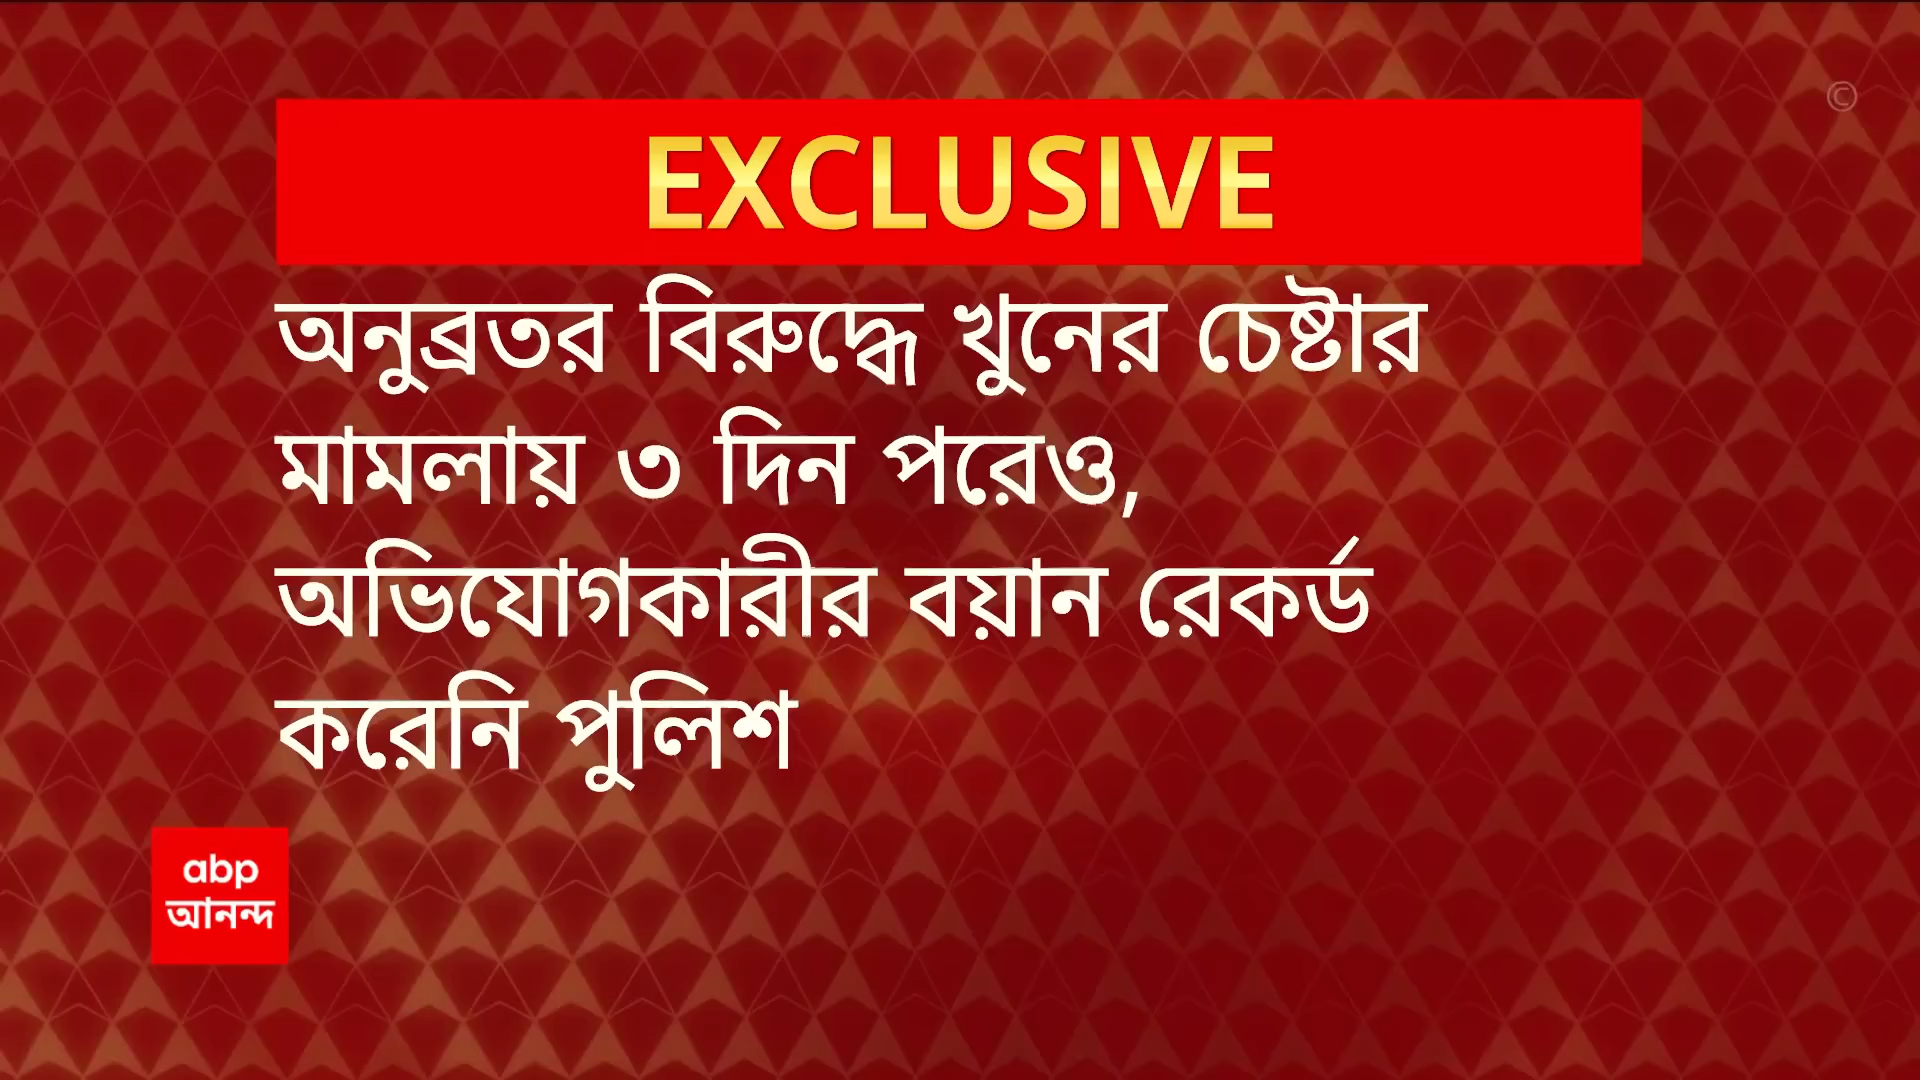 ©
EXCLUSIVE
অনুব্রতর বিরুদ্ধে খুনের চেষ্টার
মামলায় ৩ দিন পরেও,
অভিযোগকারীর বয়ান রেকর্ড
করেনি পুলিশ
abp
আনন্দ